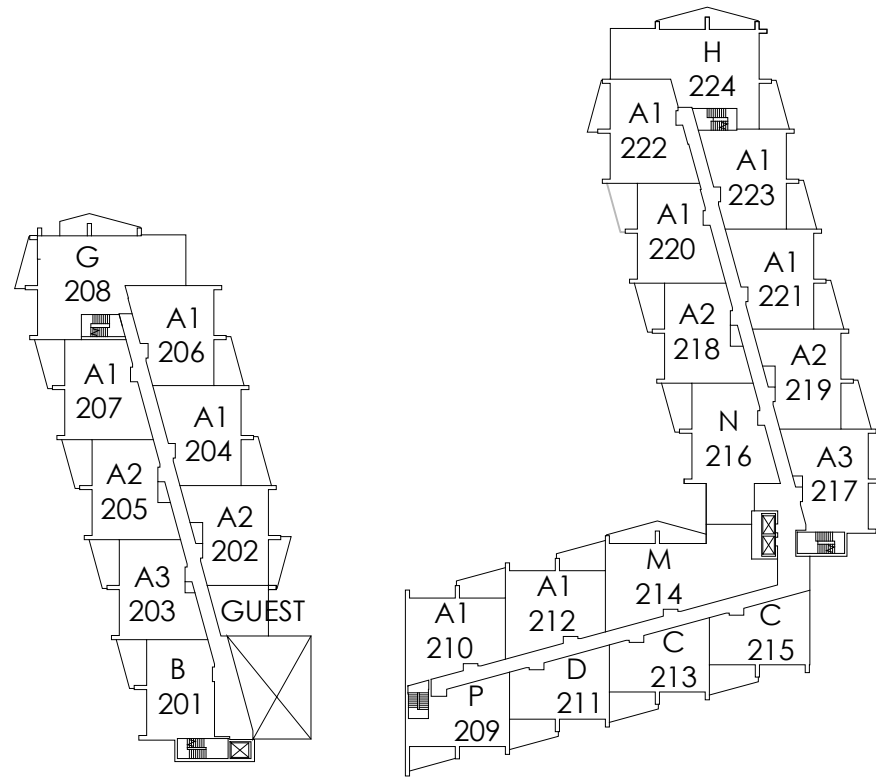 G
208
A1
206
A1
207
A1
204
A2
205
A2
202
A3
203
GUEST
B
201
H
224
A1
222
A1
223
A1
220
A1
221
A2
218
A2
219
N
216
A3
217
M
214
A1
212
A1
210
C
215
C
213
D
211
P
209